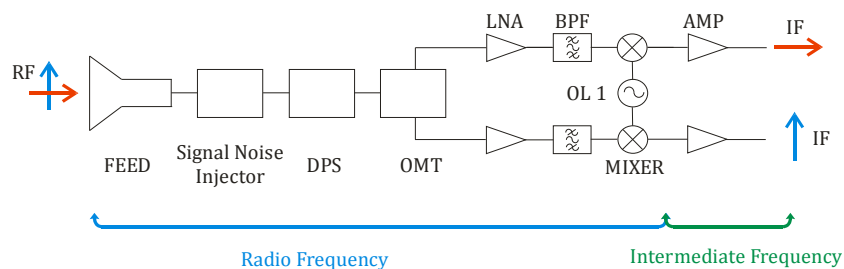 LNA
BPF
AMP
IF
RF
OL 1
FEED
Signal Noise
Injector
DPS
OMT
MIXER
IF
Radio Frequency
Intermediate Frequency